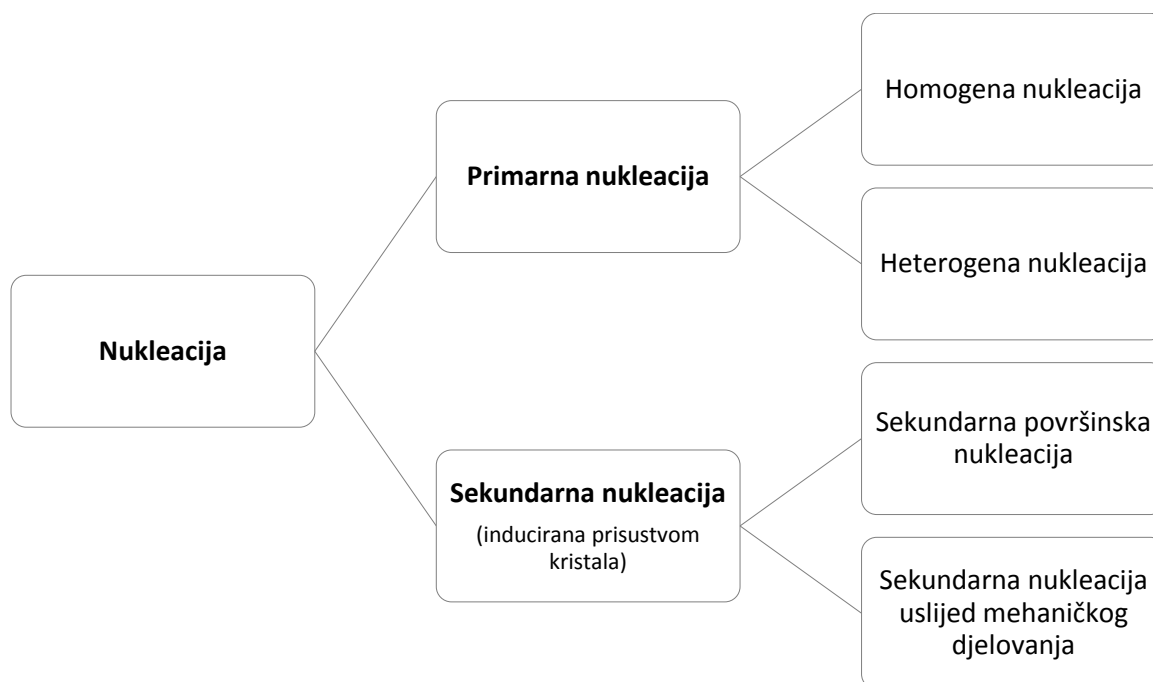 Homogena nukleacija
Primarna nukleacija
Heterogena nukleacija
Nukleacija
Sekundarna površinska
nukleacija
Sekundarna nukleacija
(inducirana prisustvom
kristala)
Sekundarna nukleacija
uslijed mehaničkog
djelovanja